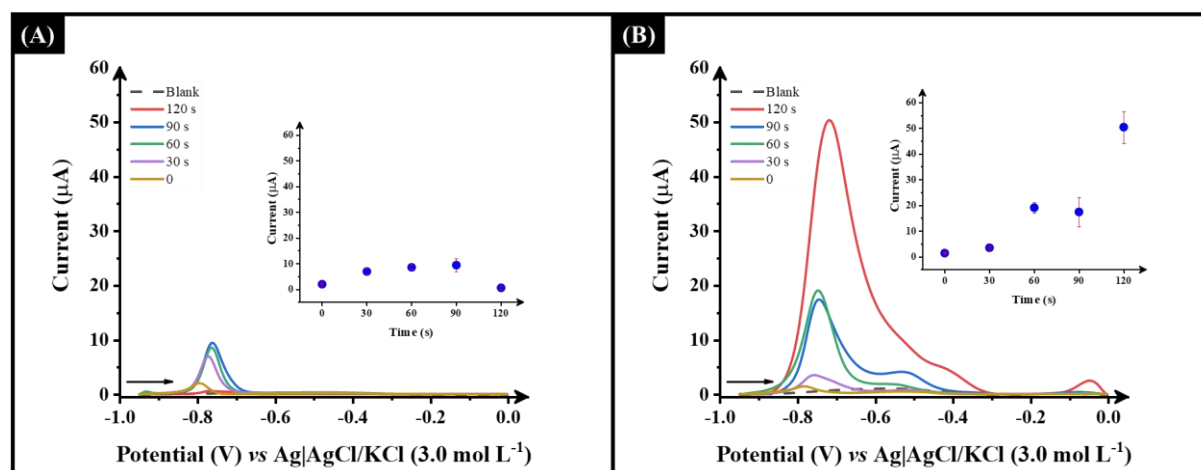 (A)
60
50
40
30
20
10
0
Current (μA)
Blank
120 s
90 s
60 s
30 s
0
60
50
40
30
20
10
0
Current (μA)
0 30 60 90 120
Time (s)
-1.0 -0.8 -0.6 -0.4 -0.2 0.0
Potential (V) vs Ag|AgCl/KCl (3.0 mol L⁻¹)
(B)
60
50
40
30
20
10
0
Current (μA)
Blank
120 s
90 s
60 s
30 s
0
60
50
40
30
20
10
0
Current (μA)
0 30 60 90 120
Time (s)
-1.0 -0.8 -0.6 -0.4 -0.2 0.0
Potential (V) vs Ag|AgCl/KCl (3.0 mol L⁻¹)